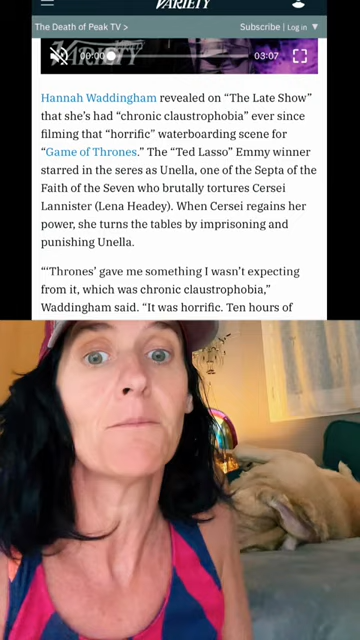 VARIETY
The Death of Peak TV >
Subscribe | Log in ▼
VARIETY
00:00
03:07
Hannah Waddingham revealed on “The Late Show”
that she’s had “chronic claustrophobia” ever since
filming that “horrific” waterboarding scene for
“Game of Thrones.” The “Ted Lasso” Emmy winner
starred in the seres as Unella, one of the Septa of the
Faith of the Seven who brutally tortures Cersei
Lannister (Lena Headey). When Cersei regains her
power, she turns the tables by imprisoning and
punishing Unella.
“‘Thrones’ gave me something I wasn’t expecting
from it, which was chronic claustrophobia,”
Waddingham said. “It was horrific. Ten hours of